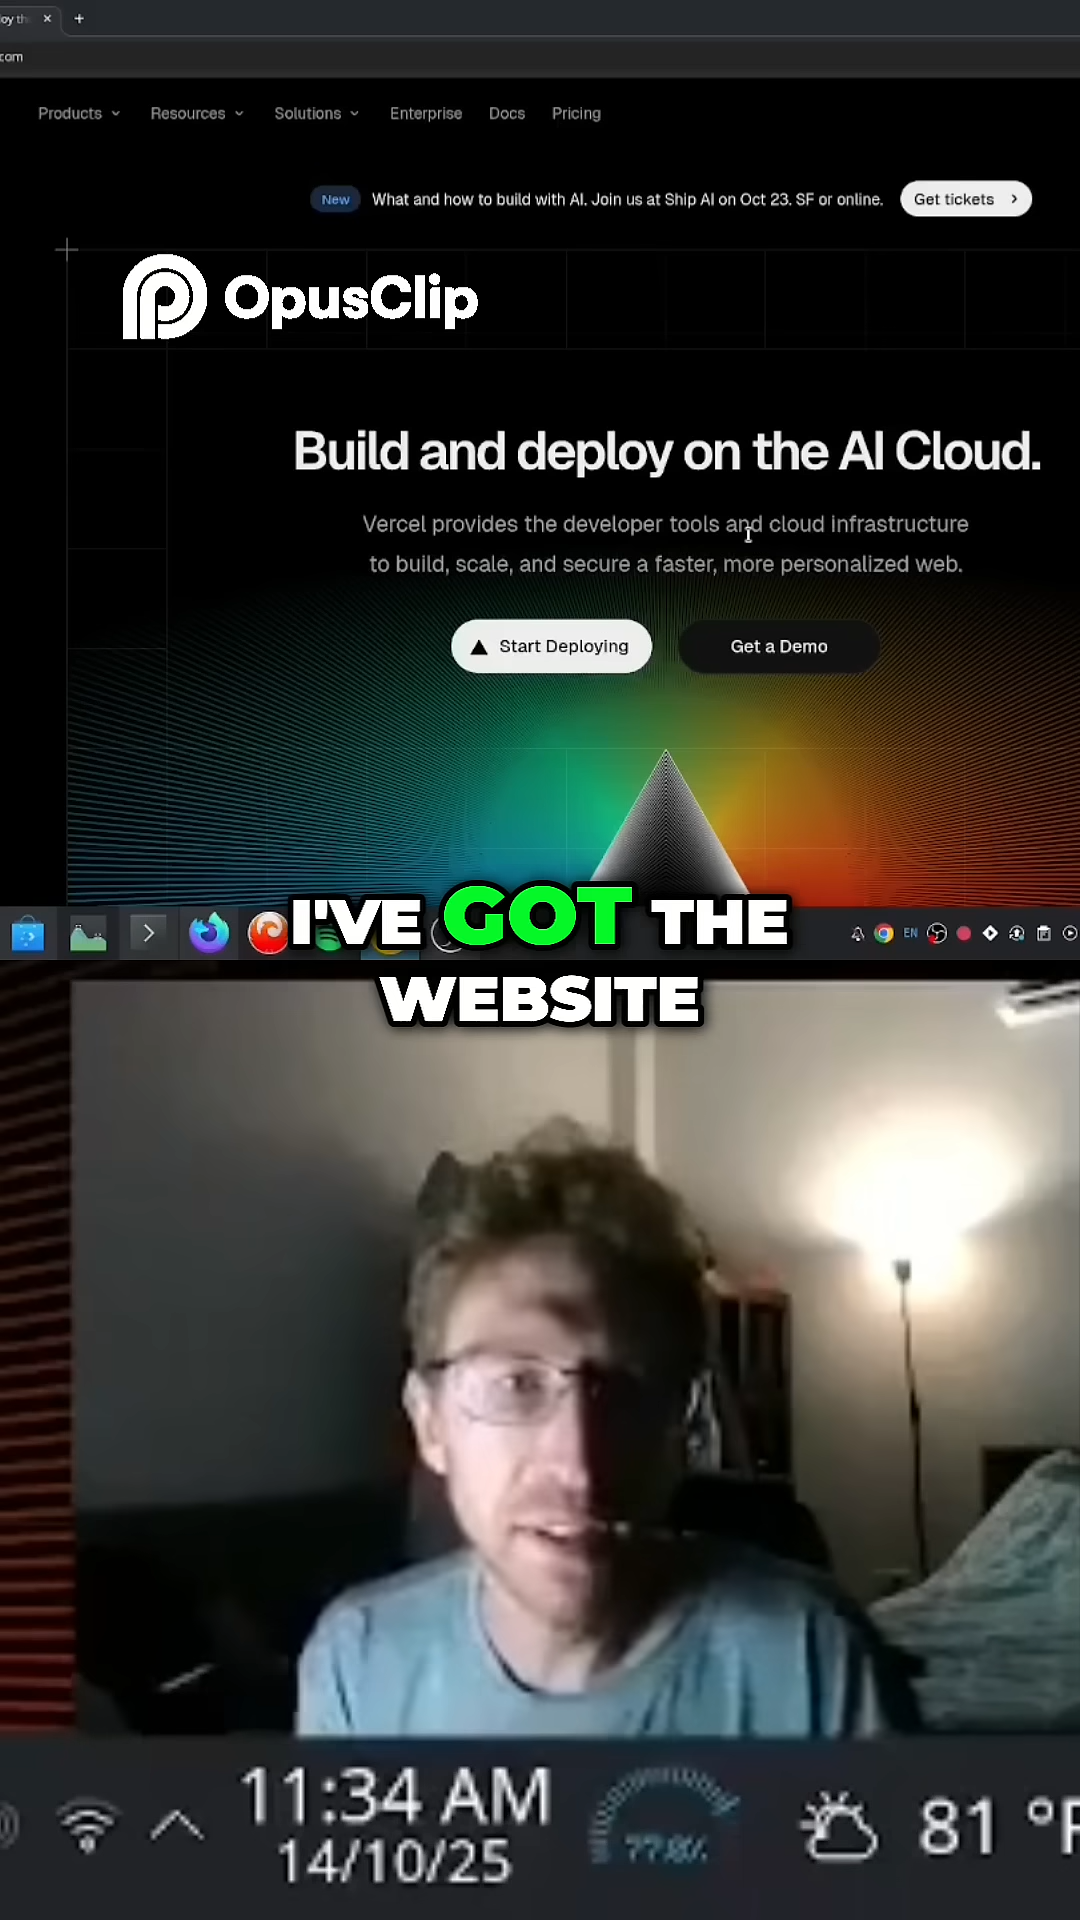 .com
Products
Resources
Solutions
Enterprise
Docs
Pricing
New
What and how to build with AI. Join us at Ship AI on Oct 23. SF or online.
Get tickets
OpusClip
Build and deploy on the AI Cloud.
Vercel provides the developer tools and cloud infrastructure
to build, scale, and secure a faster, more personalized web.
Start Deploying
Get a Demo
I'VE GOT THE
WEBSITE
EN
11:34 AM
14/10/25
81 °F